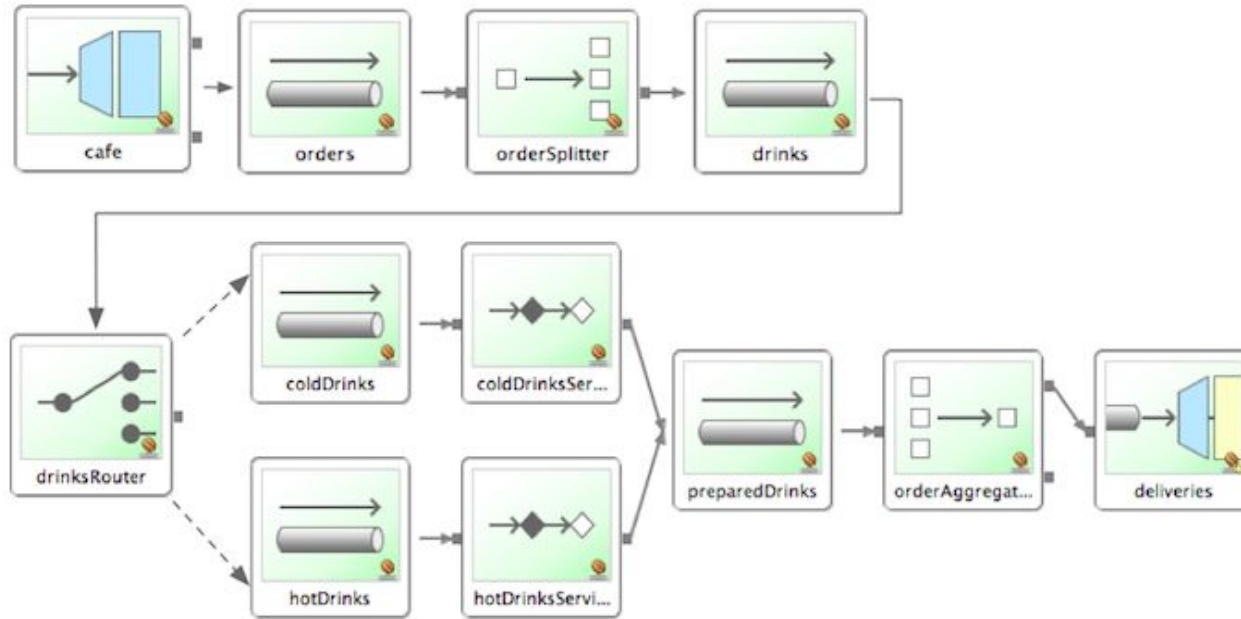 cafe
orders
orderSplitter
drinks
coldDrinks
coldDrinksSer...
drinksRouter
preparedDrinks
orderAggregat...
deliveries
hotDrinks
hotDrinksServi...